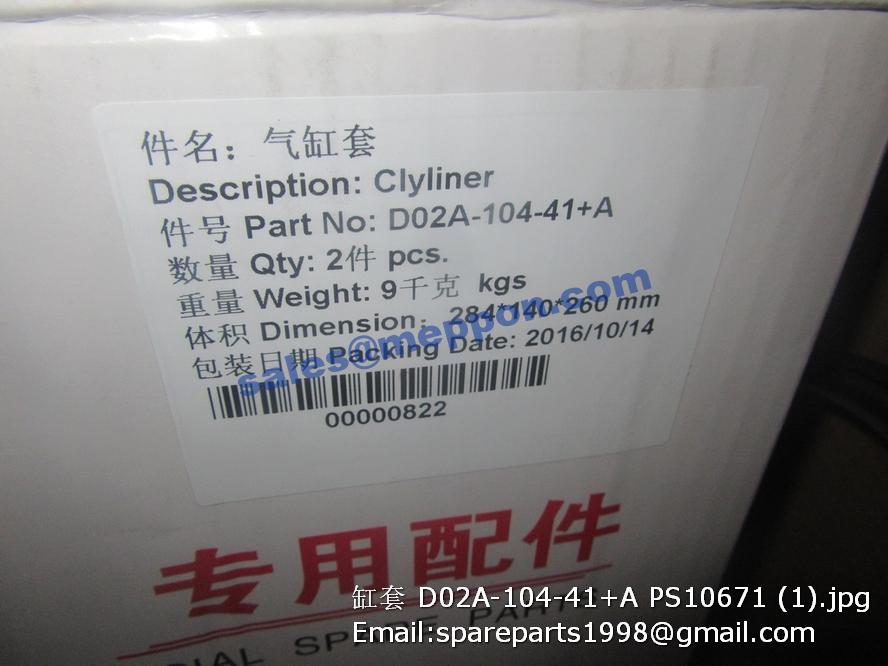 件名：气缸套
Description: Clyliner
件号 Part No: D02A-104-41+A
数量 Qty: 2件 pcs.
重量 Weight: 9千克 kgs
体积 Dimension: 284*140*260 mm
包装日期 Packing Date: 2016/10/14
sales@meppon.com
00000822
专用配件
CIAL SPARE PARTS
缸套 D02A-104-41+A PS10671 (1).jpg
Email:spareparts1998@gmail.com